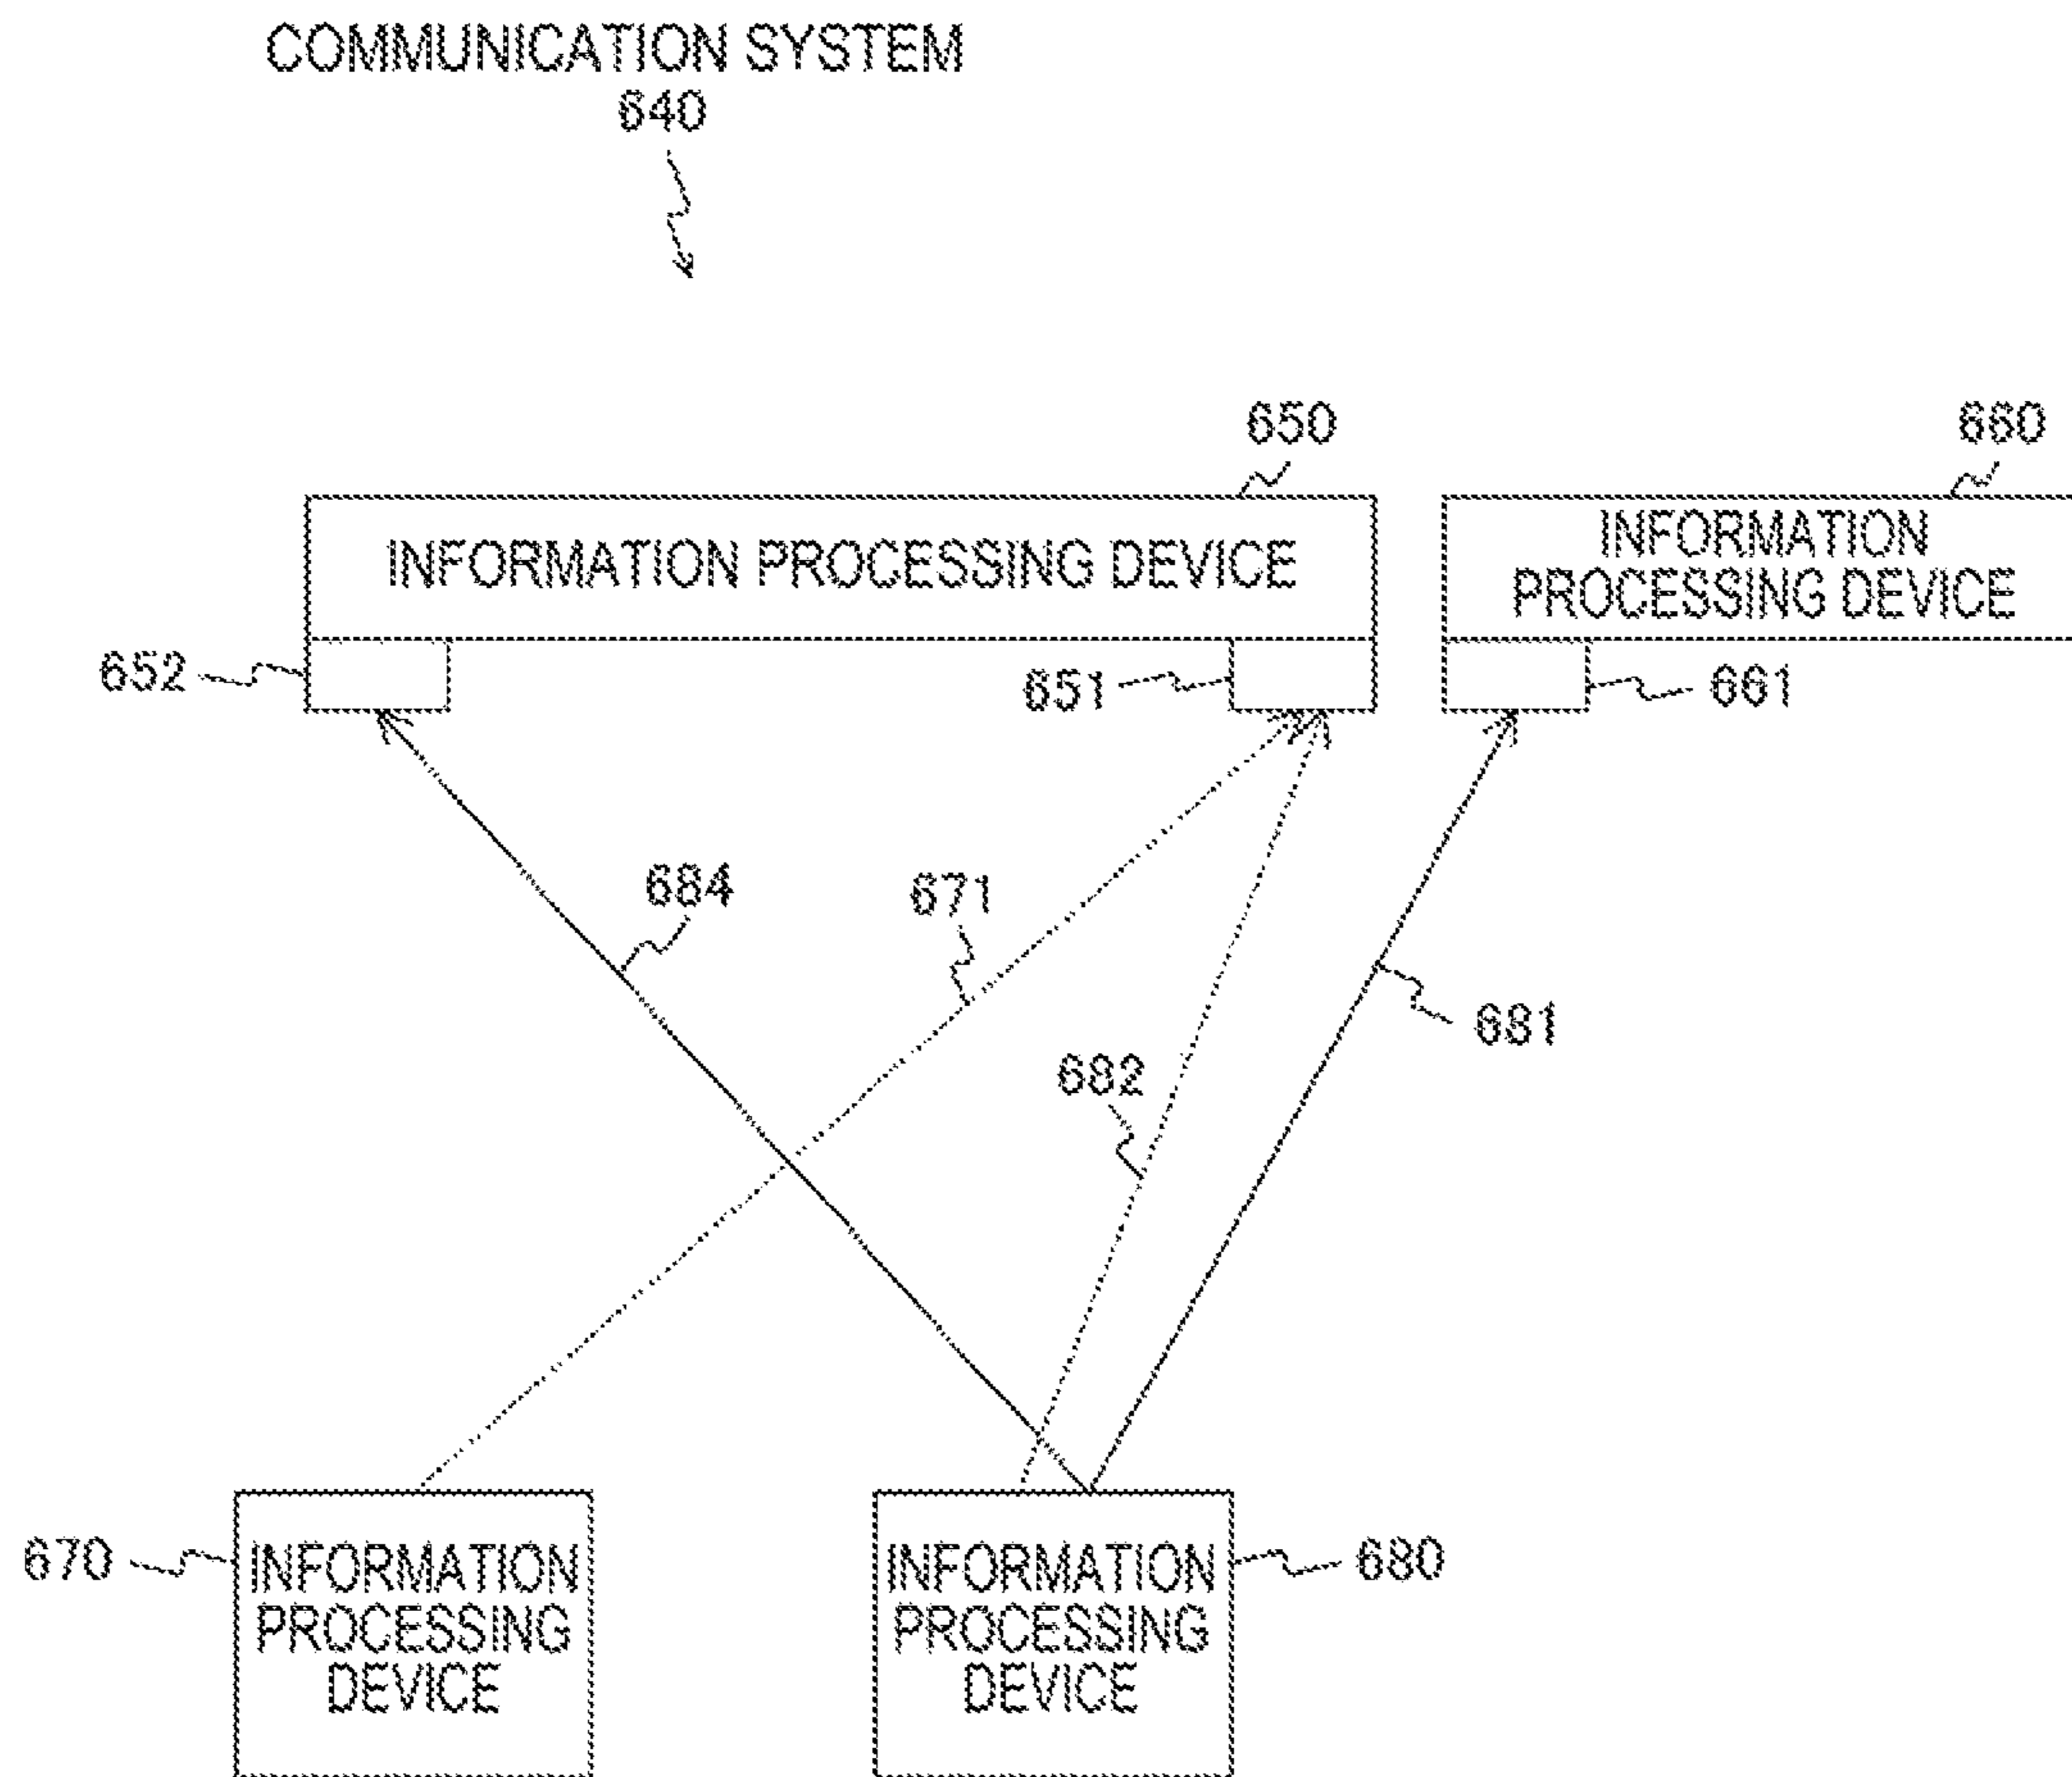 COMMUNICATION SYSTEM
640
650
660
INFORMATION PROCESSING DEVICE
INFORMATION
PROCESSING DEVICE
652
651
661
684
671
681
682
670
INFORMATION
PROCESSING
DEVICE
INFORMATION
PROCESSING
DEVICE
680